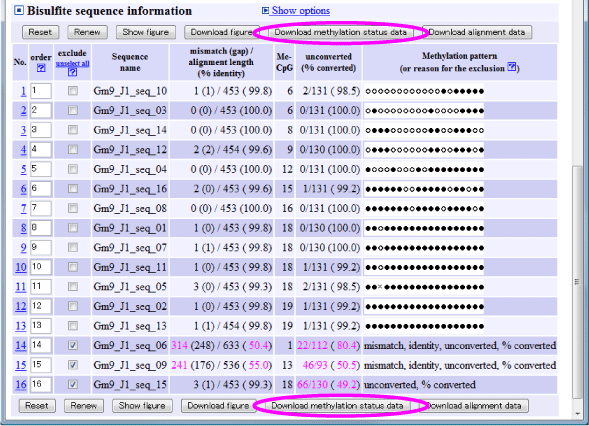 Bisulfite sequence information Show options
Reset Renew Show figure Download figure Download methylation status data Download alignment data
No. order ? exclude unselect all ? Sequence name mismatch (gap) / alignment length (% identity) Me-CpG unconverted (% converted) Methylation pattern (or reason for the exclusion ?)
1 1 Gm9_J1_seq_10 1 (1) / 453 ( 99.8) 6 2/131 ( 98.5)
2 2 Gm9_J1_seq_03 0 (0) / 453 (100.0) 6 0/131 (100.0)
3 3 Gm9_J1_seq_14 0 (0) / 453 (100.0) 8 0/131 (100.0)
4 4 Gm9_J1_seq_12 2 (2) / 454 ( 99.6) 9 0/130 (100.0)
5 5 Gm9_J1_seq_04 0 (0) / 453 (100.0) 12 0/131 (100.0)
6 6 Gm9_J1_seq_16 2 (0) / 453 ( 99.6) 15 1/131 ( 99.2)
7 7 Gm9_J1_seq_08 0 (0) / 453 (100.0) 16 0/131 (100.0)
8 8 Gm9_J1_seq_01 1 (0) / 453 ( 99.8) 18 0/130 (100.0)
9 9 Gm9_J1_seq_07 1 (1) / 453 ( 99.8) 18 0/130 (100.0)
10 10 Gm9_J1_seq_11 1 (0) / 453 ( 99.8) 18 1/131 ( 99.2)
11 11 Gm9_J1_seq_05 3 (0) / 453 ( 99.3) 18 2/131 ( 98.5)
12 12 Gm9_J1_seq_02 1 (0) / 453 ( 99.8) 19 1/131 ( 99.2)
13 13 Gm9_J1_seq_13 1 (1) / 454 ( 99.8) 19 1/131 ( 99.2)
14 14 Gm9_J1_seq_06 314 (248) / 633 ( 50.4) 1 22/112 ( 80.4) mismatch, identity, unconverted, % converted
15 15 Gm9_J1_seq_09 241 (176) / 536 ( 55.0) 13 46/93 ( 50.5) mismatch, identity, unconverted, % converted
16 16 Gm9_J1_seq_15 3 (1) / 453 ( 99.3) 18 66/130 ( 49.2) unconverted, % converted
Reset Renew Show figure Download figure Download methylation status data Download alignment data